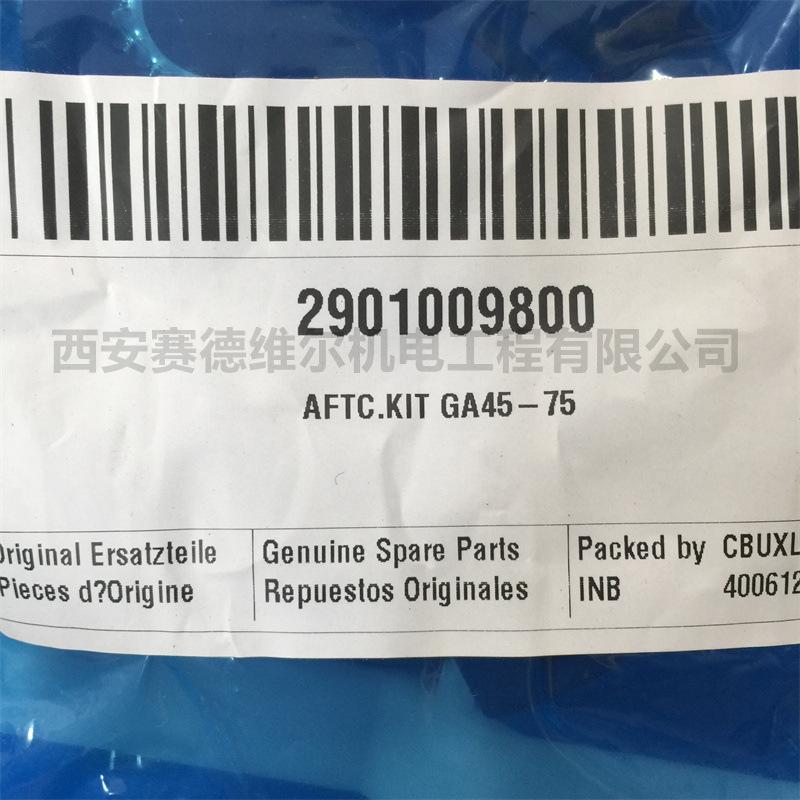 2901009800
西安赛德维尔机电工程有限公司
AFTC.KIT GA45-75
Original Ersatzteile
Pieces d?Origine
Genuine Spare Parts
Repuestos Originales
Packed by CBUXL
INB 400612